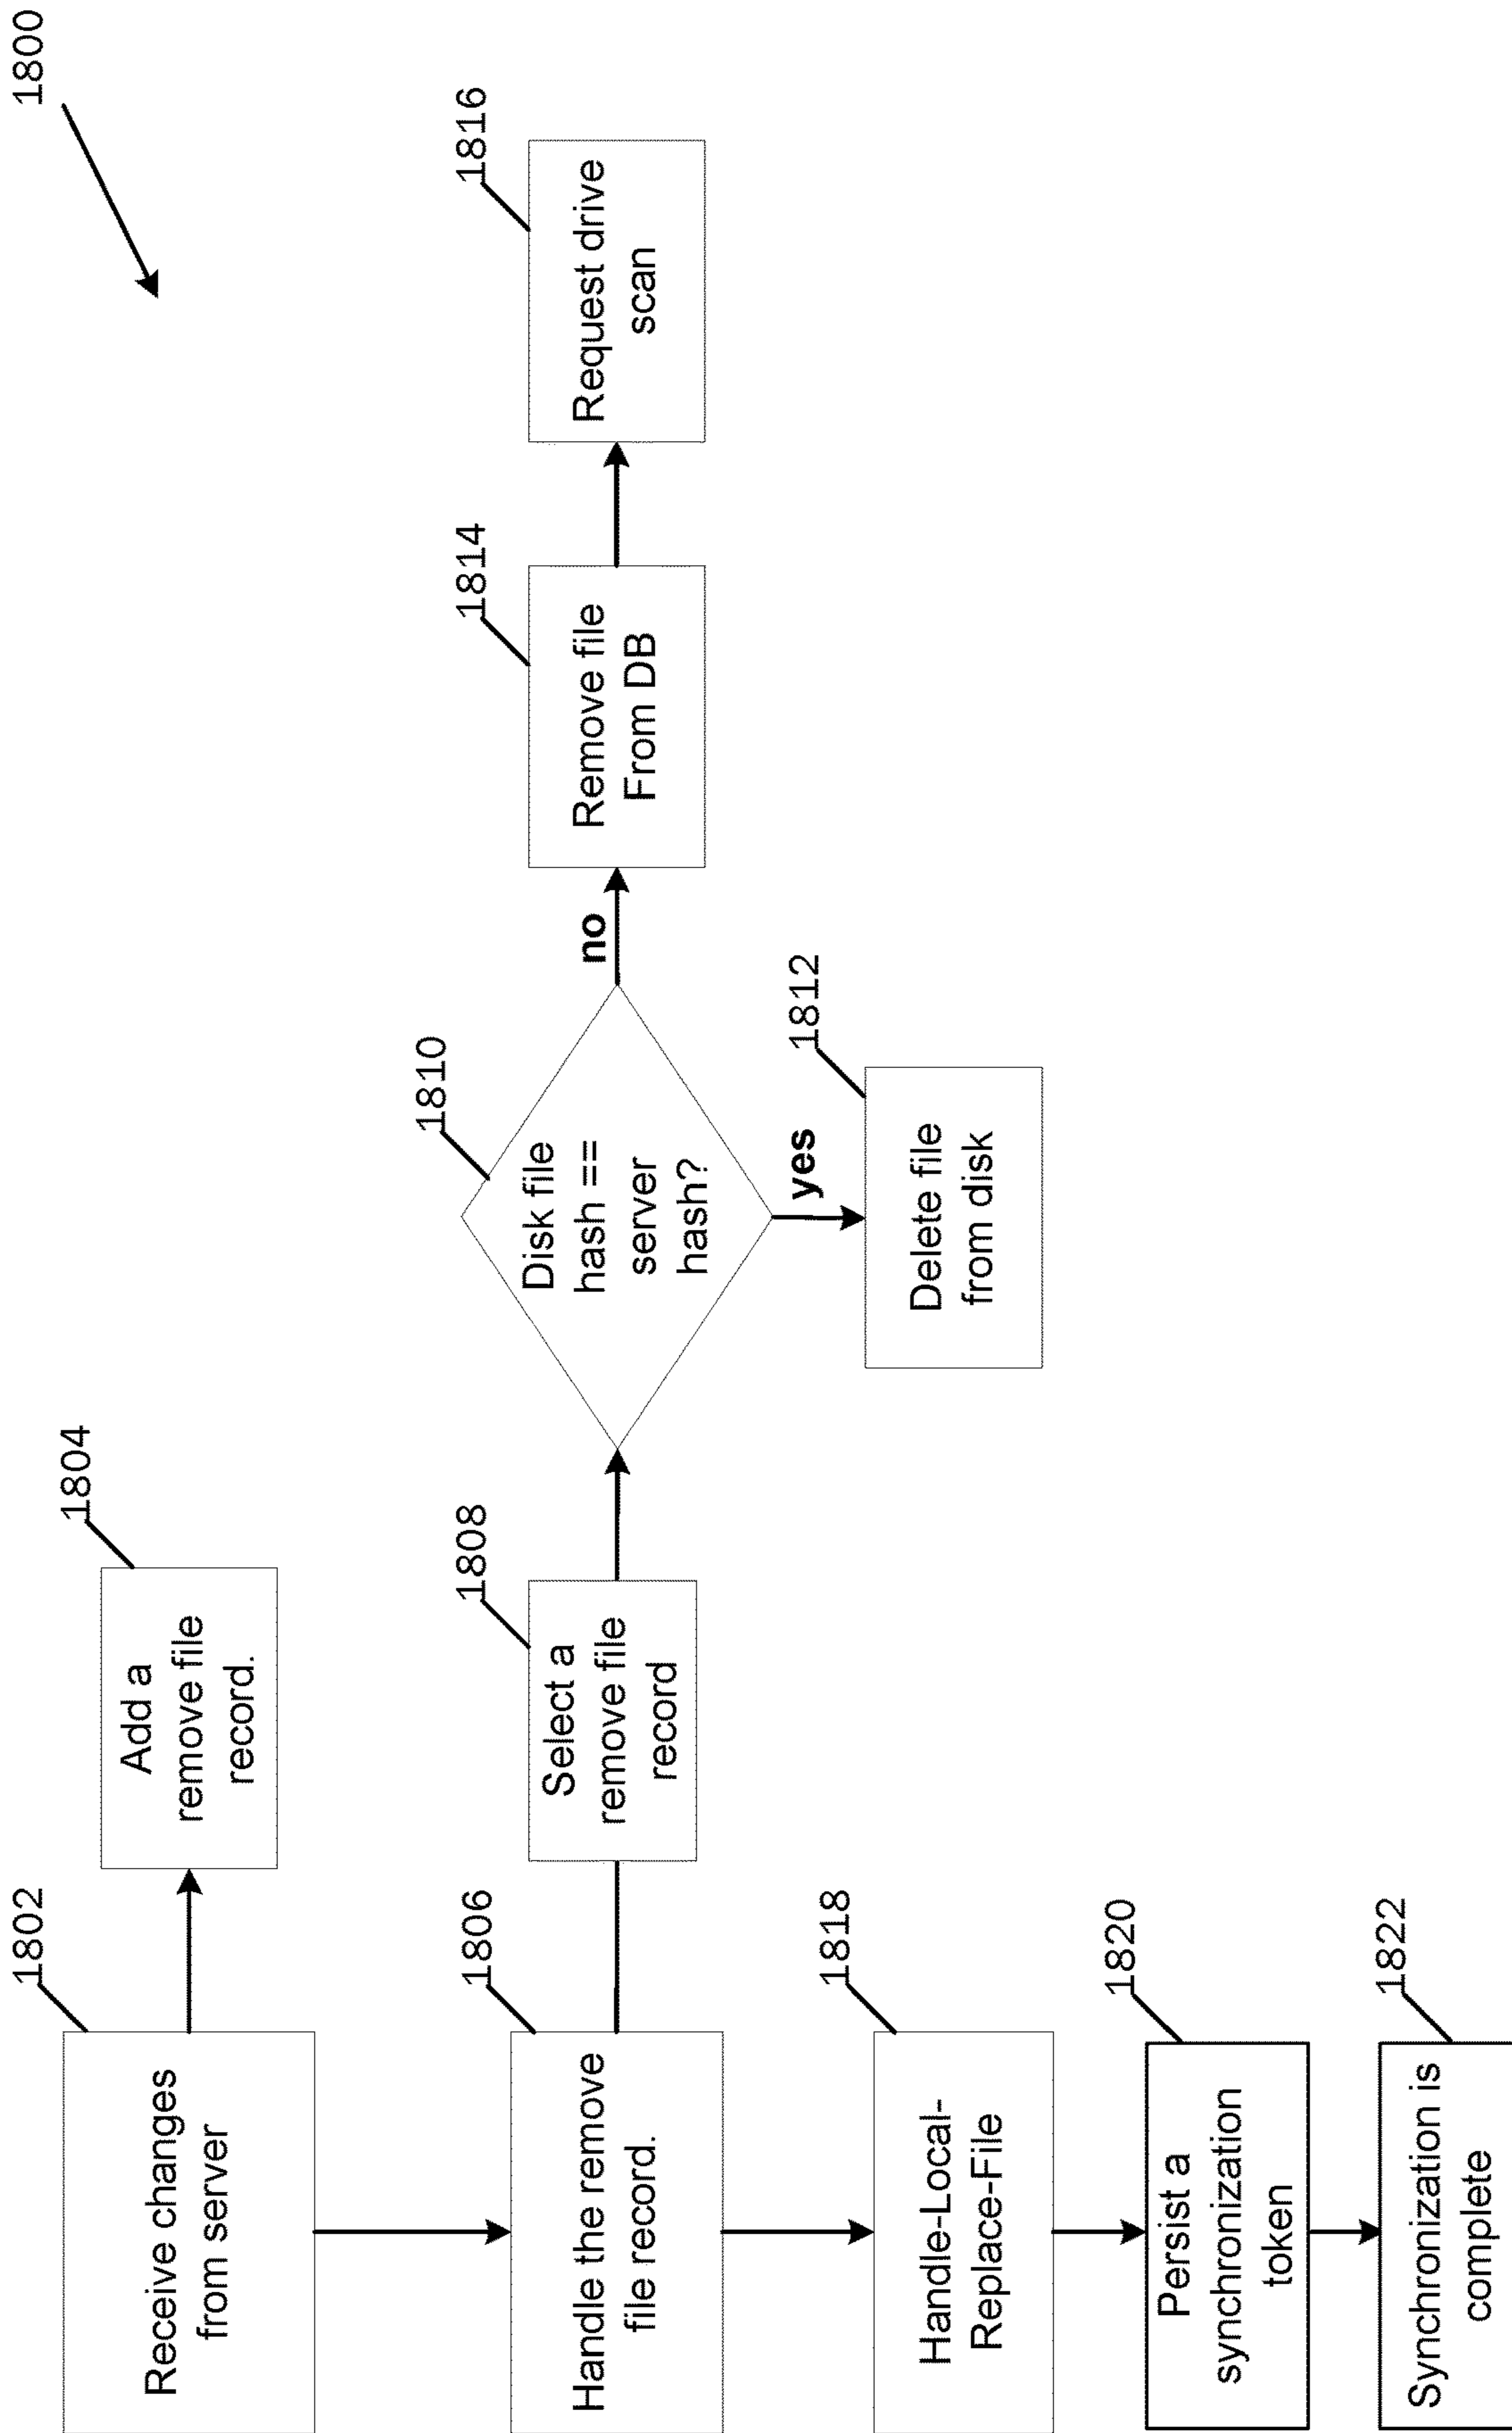 1800
1802
Receive changes
from server
1804
Add a
remove file
record.
1806
Handle the remove
file record.
1808
Select a
remove file
record
1810
Disk file
hash ==
server
hash?
no
1814
Remove file
From DB
1816
Request drive
scan
yes
1812
Delete file
from disk
1818
Handle-Local-
Replace-File
1820
Persist a
synchronization
token
1822
Synchronization is
complete